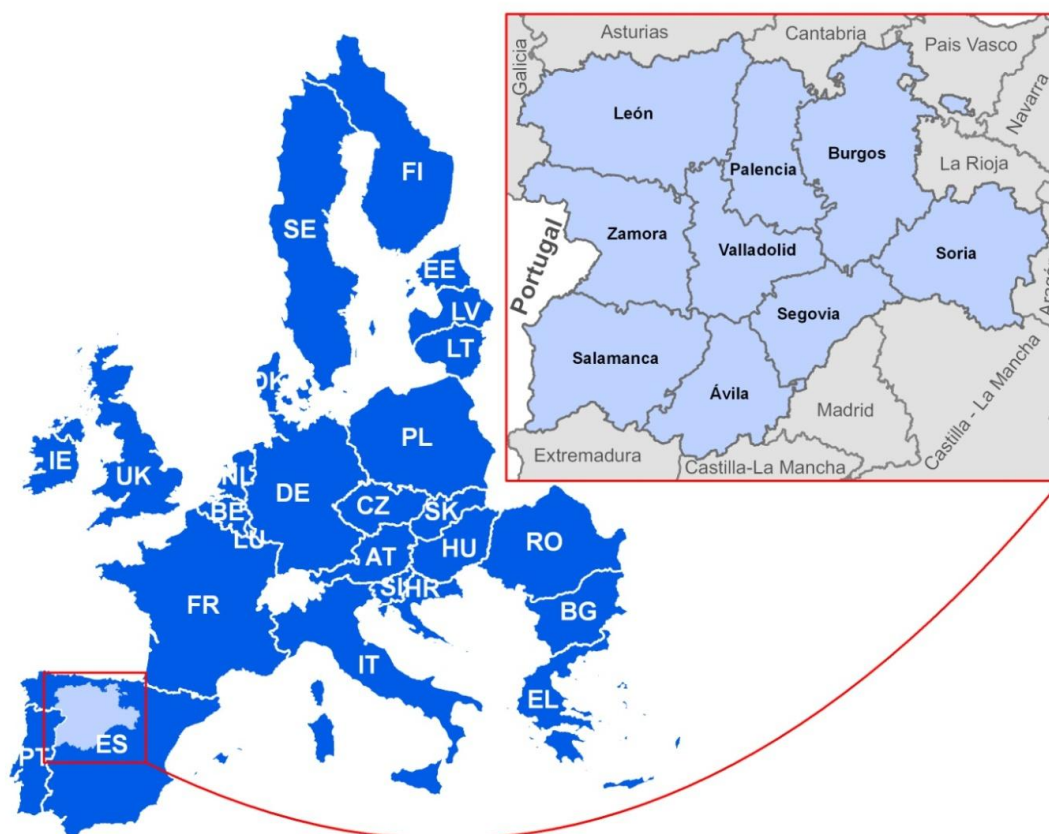 Asturias
Cantabria
Pais Vasco
Galicia
Navarra
León
Burgos
Palencia
La Rioja
Zamora
Valladolid
Soria
Aragó
Portugal
Segovia
Salamanca
Ávila
Madrid
Castilla - La Mancha
Extremadura
Castilla-La Mancha
FI
SE
EE
LV
LT
DK
PL
IE
UK
NL
DE
BE
CZ
SK
LU
AT
HU
RO
SI
HR
FR
BG
IT
EL
ES
PT